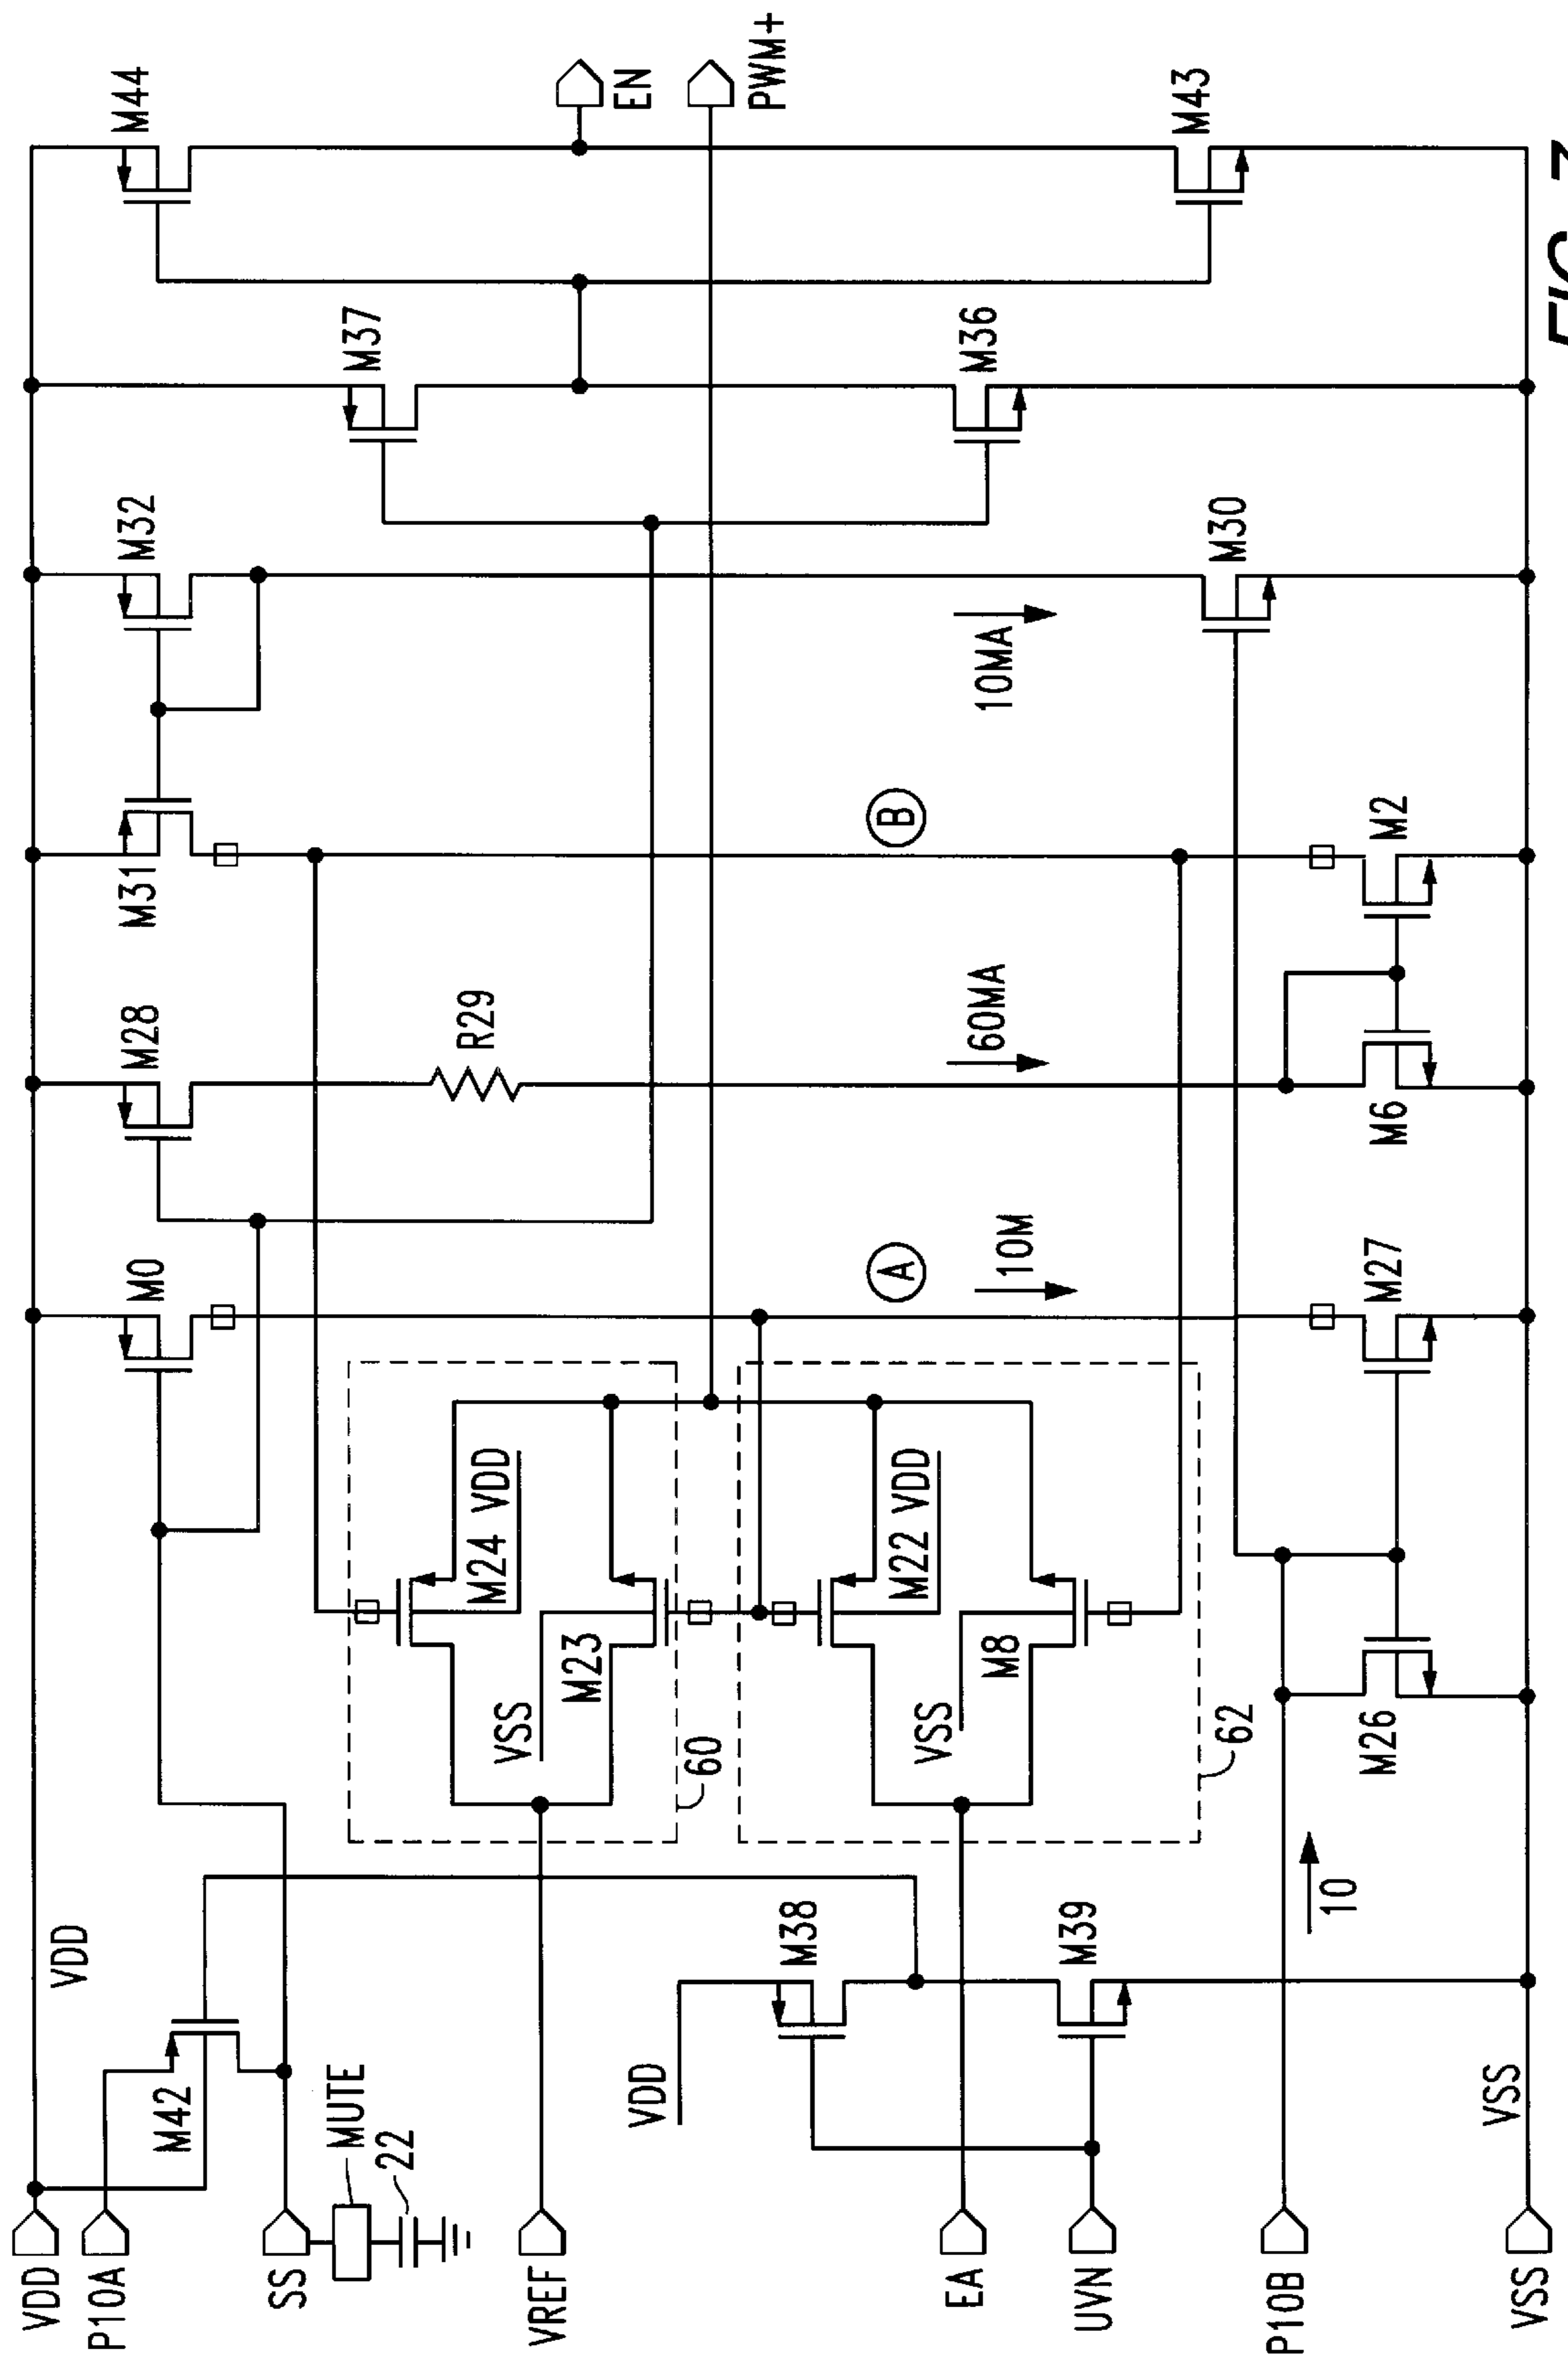 VDD
VDD
P10A
M42
M0
M28
M31
M32
M44
SS
MUTE
22
M37
R29
M24 VDD
VSS
VREF
M23
EN
VDD
60
PWM+
M38
A
B
M22 VDD
VSS
EA
M36
60MA
10MA
M8
10M
M39
UVN
M43
M30
62
P10B
10
M26
M27
M6
M2
VSS
VSS